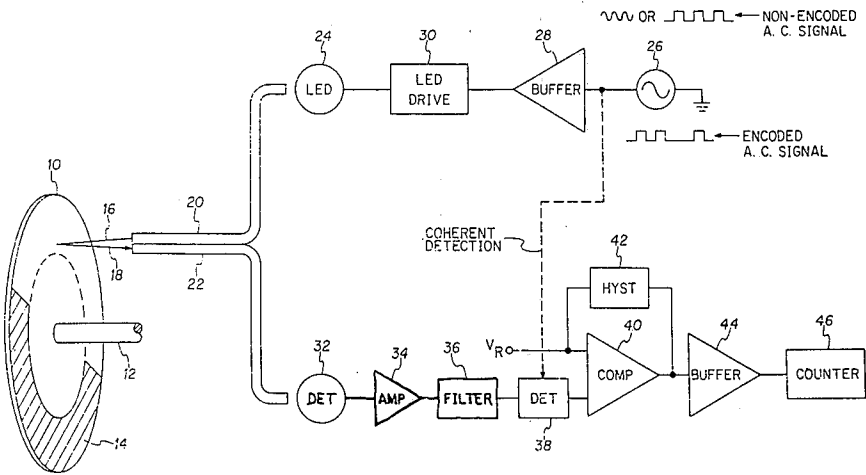 OR
NON-ENCODED
A. C. SIGNAL
24
30
28
26
LED
LED
DRIVE
BUFFER
ENCODED
A. C. SIGNAL
10
16
20
18
22
COHERENT
DETECTION
42
HYST
12
32
34
36
VR
40
44
46
DET
AMP
FILTER
DET
COMP
BUFFER
COUNTER
38
14